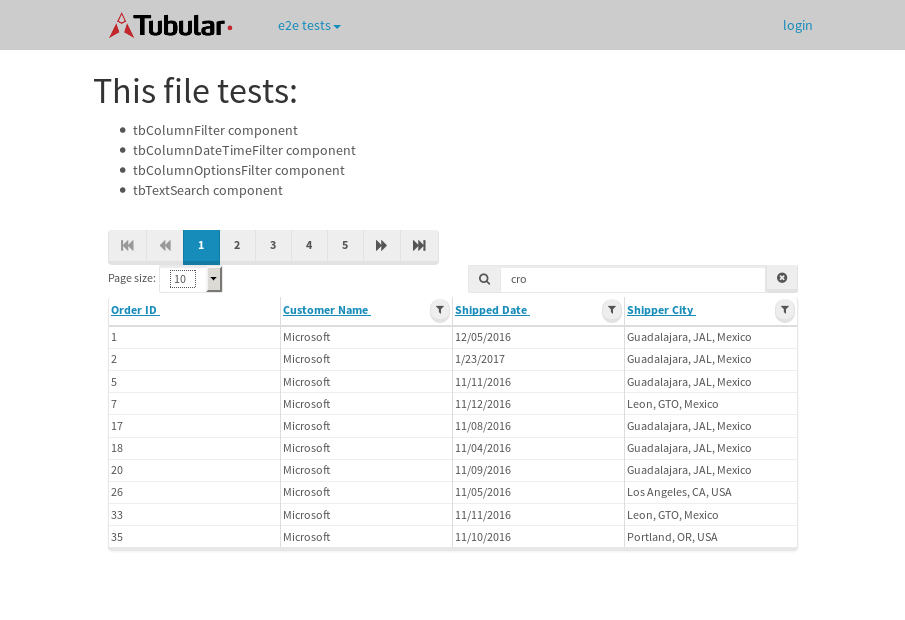 Tubular e2e tests login
This file tests:
tbColumnFilter component
tbColumnDateTimeFilter component
tbColumnOptionsFilter component
tbTextSearch component
1 2 3 4 5
Page size: 10 cro
Order ID Customer Name Shipped Date Shipper City
1 Microsoft 12/05/2016 Guadalajara, JAL, Mexico
2 Microsoft 1/23/2017 Guadalajara, JAL, Mexico
5 Microsoft 11/11/2016 Guadalajara, JAL, Mexico
7 Microsoft 11/12/2016 Leon, GTO, Mexico
17 Microsoft 11/08/2016 Guadalajara, JAL, Mexico
18 Microsoft 11/04/2016 Guadalajara, JAL, Mexico
20 Microsoft 11/09/2016 Guadalajara, JAL, Mexico
26 Microsoft 11/05/2016 Los Angeles, CA, USA
33 Microsoft 11/11/2016 Leon, GTO, Mexico
35 Microsoft 11/10/2016 Portland, OR, USA